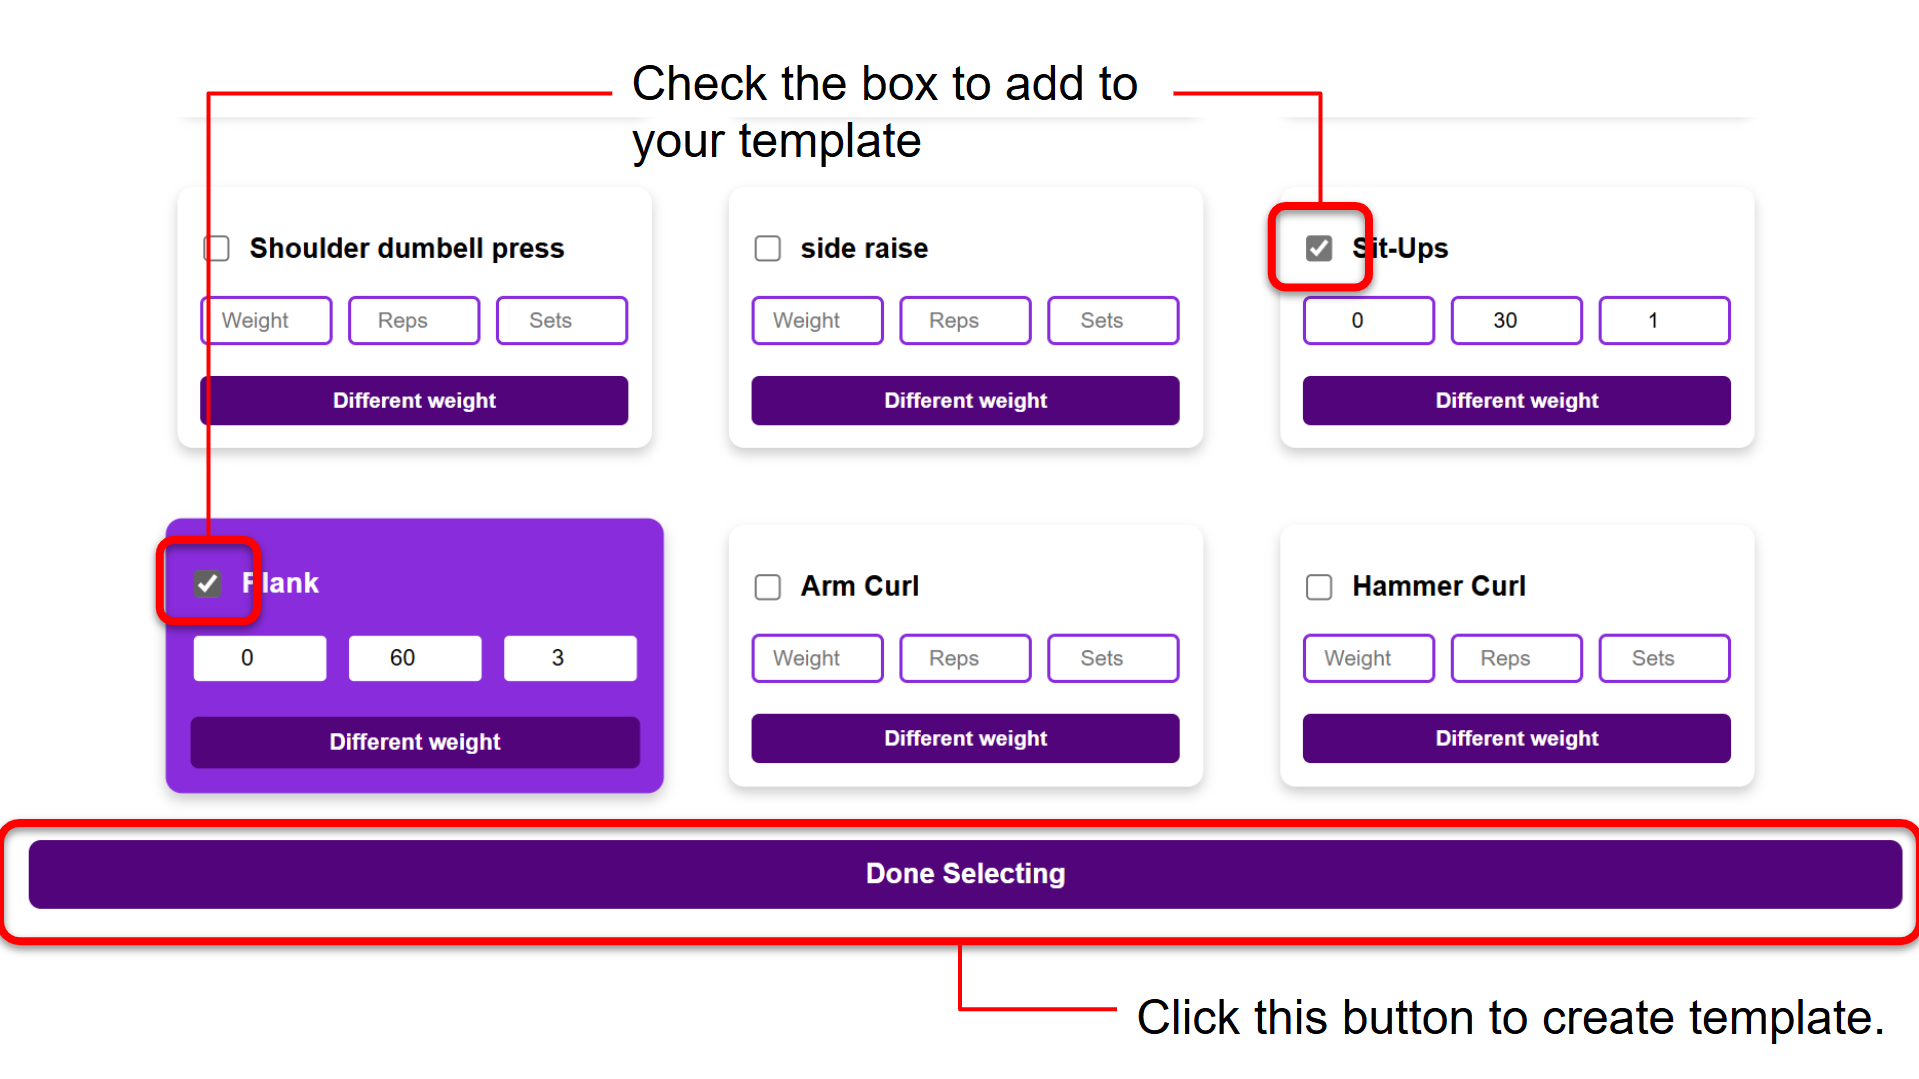 Check the box to add to
your template
Shoulder dumbell press
Weight Reps Sets
Different weight
side raise
Weight Reps Sets
Different weight
Sit-Ups
0 30 1
Different weight
Plank
0 60 3
Different weight
Arm Curl
Weight Reps Sets
Different weight
Hammer Curl
Weight Reps Sets
Different weight
Done Selecting
Click this button to create template.